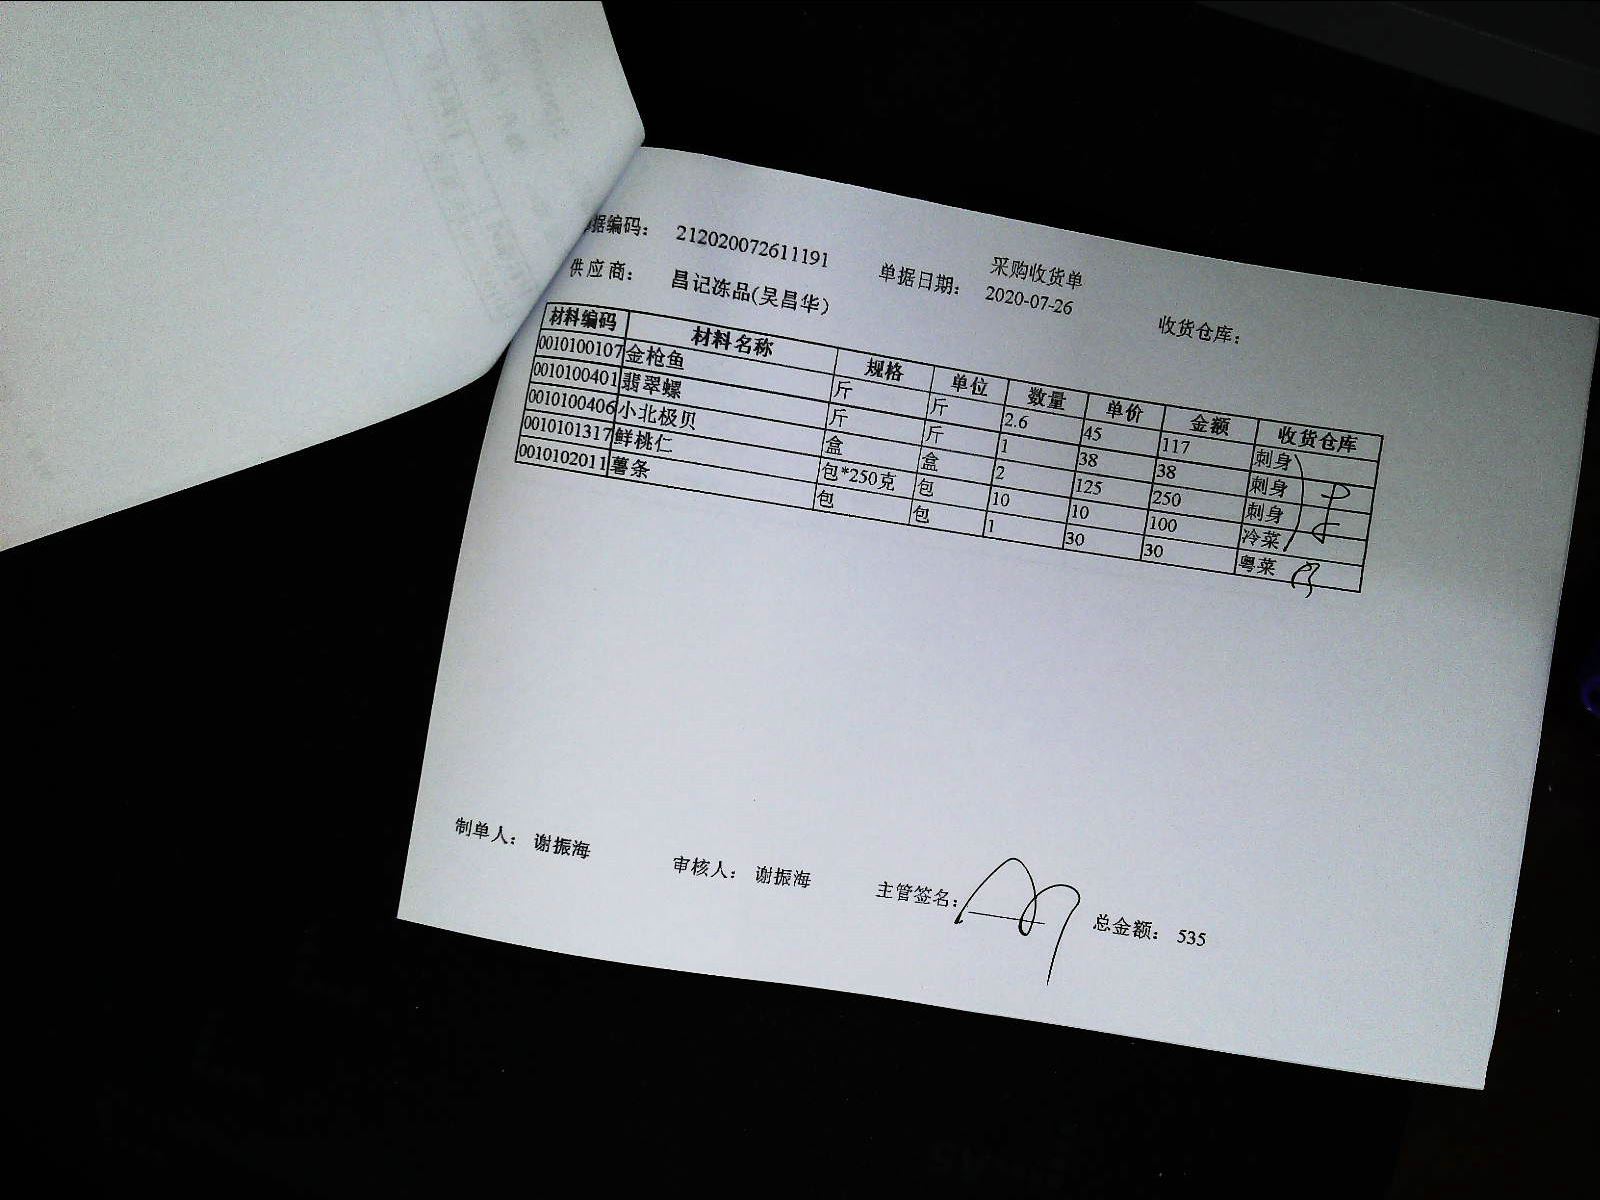 采购收货单
据编码: 212020072611191 单据日期: 2020-07-26 收货仓库:
供应商: 昌记冻品(吴昌华)
材料编码 材料名称 规格 单位 数量 单价 金额 收货仓库
0010100107 金枪鱼 斤 斤 2.6 45 117 刺身
0010100401 翡翠螺 斤 斤 1 38 38 刺身
0010100406 小北极贝 盒 盒 2 125 250 刺身
0010101317 鲜桃仁 包*250克 包 10 10 100 冷菜
0010102011 薯条 包 包 1 30 30 粤菜
制单人: 谢振海 审核人: 谢振海 主管签名: 总金额: 535